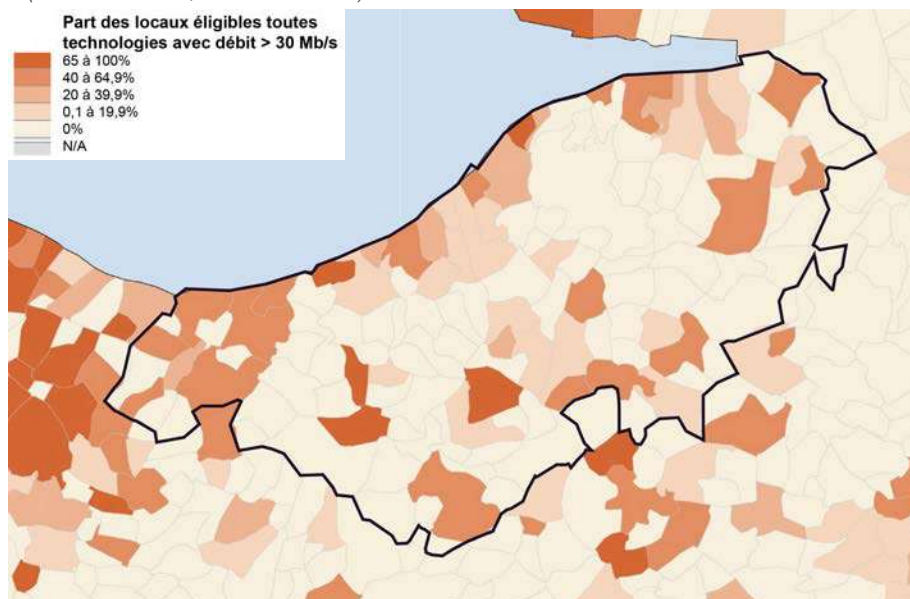 Part des locaux éligibles toutes
technologies avec débit > 30 Mb/s
65 à 100%
40 à 64,9%
20 à 39,9%
0,1 à 19,9%
0%
N/A